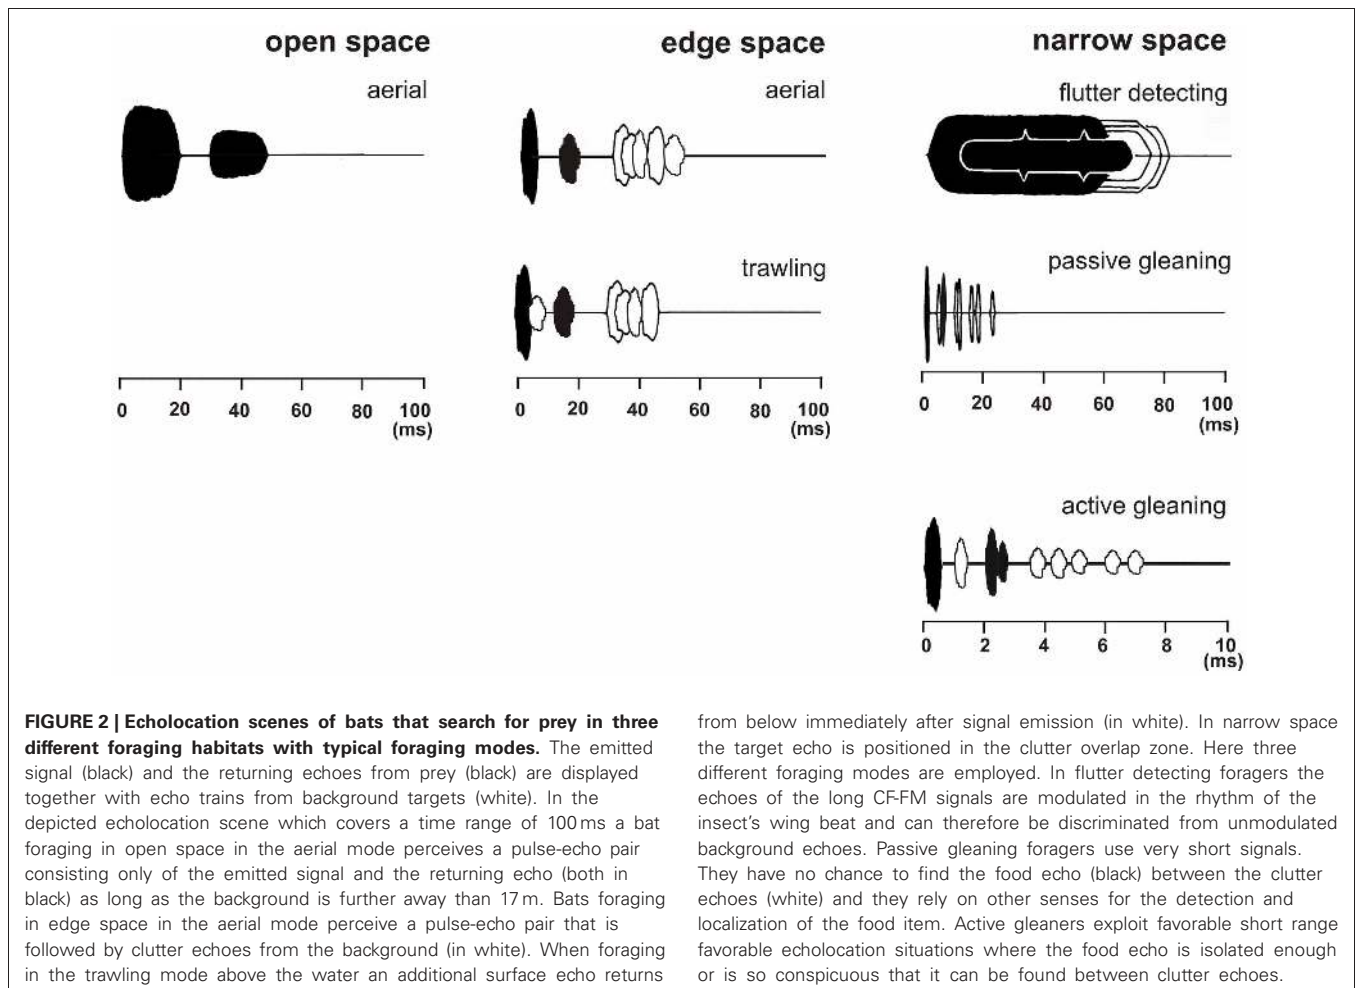 open space
aerial
0 20 40 60 80 100
(ms)
edge space
aerial
trawling
0 20 40 60 80 100
(ms)
narrow space
flutter detecting
passive gleaning
0 20 40 60 80 100
(ms)
active gleaning
0 2 4 6 8 10
(ms)
FIGURE 2 | Echolocation scenes of bats that search for prey in three
different foraging habitats with typical foraging modes. The emitted
signal (black) and the returning echoes from prey (black) are displayed
together with echo trains from background targets (white). In the
depicted echolocation scene which covers a time range of 100 ms a bat
foraging in open space in the aerial mode perceives a pulse-echo pair
consisting only of the emitted signal and the returning echo (both in
black) as long as the background is further away than 17 m. Bats foraging
in edge space in the aerial mode perceive a pulse-echo pair that is
followed by clutter echoes from the background (in white). When foraging
in the trawling mode above the water an additional surface echo returns
from below immediately after signal emission (in white). In narrow space
the target echo is positioned in the clutter overlap zone. Here three
different foraging modes are employed. In flutter detecting foragers the
echoes of the long CF-FM signals are modulated in the rhythm of the
insect's wing beat and can therefore be discriminated from unmodulated
background echoes. Passive gleaning foragers use very short signals.
They have no chance to find the food echo (black) between the clutter
echoes (white) and they rely on other senses for the detection and
localization of the food item. Active gleaners exploit favorable short range
favorable echolocation situations where the food echo is isolated enough
or is so conspicuous that it can be found between clutter echoes.